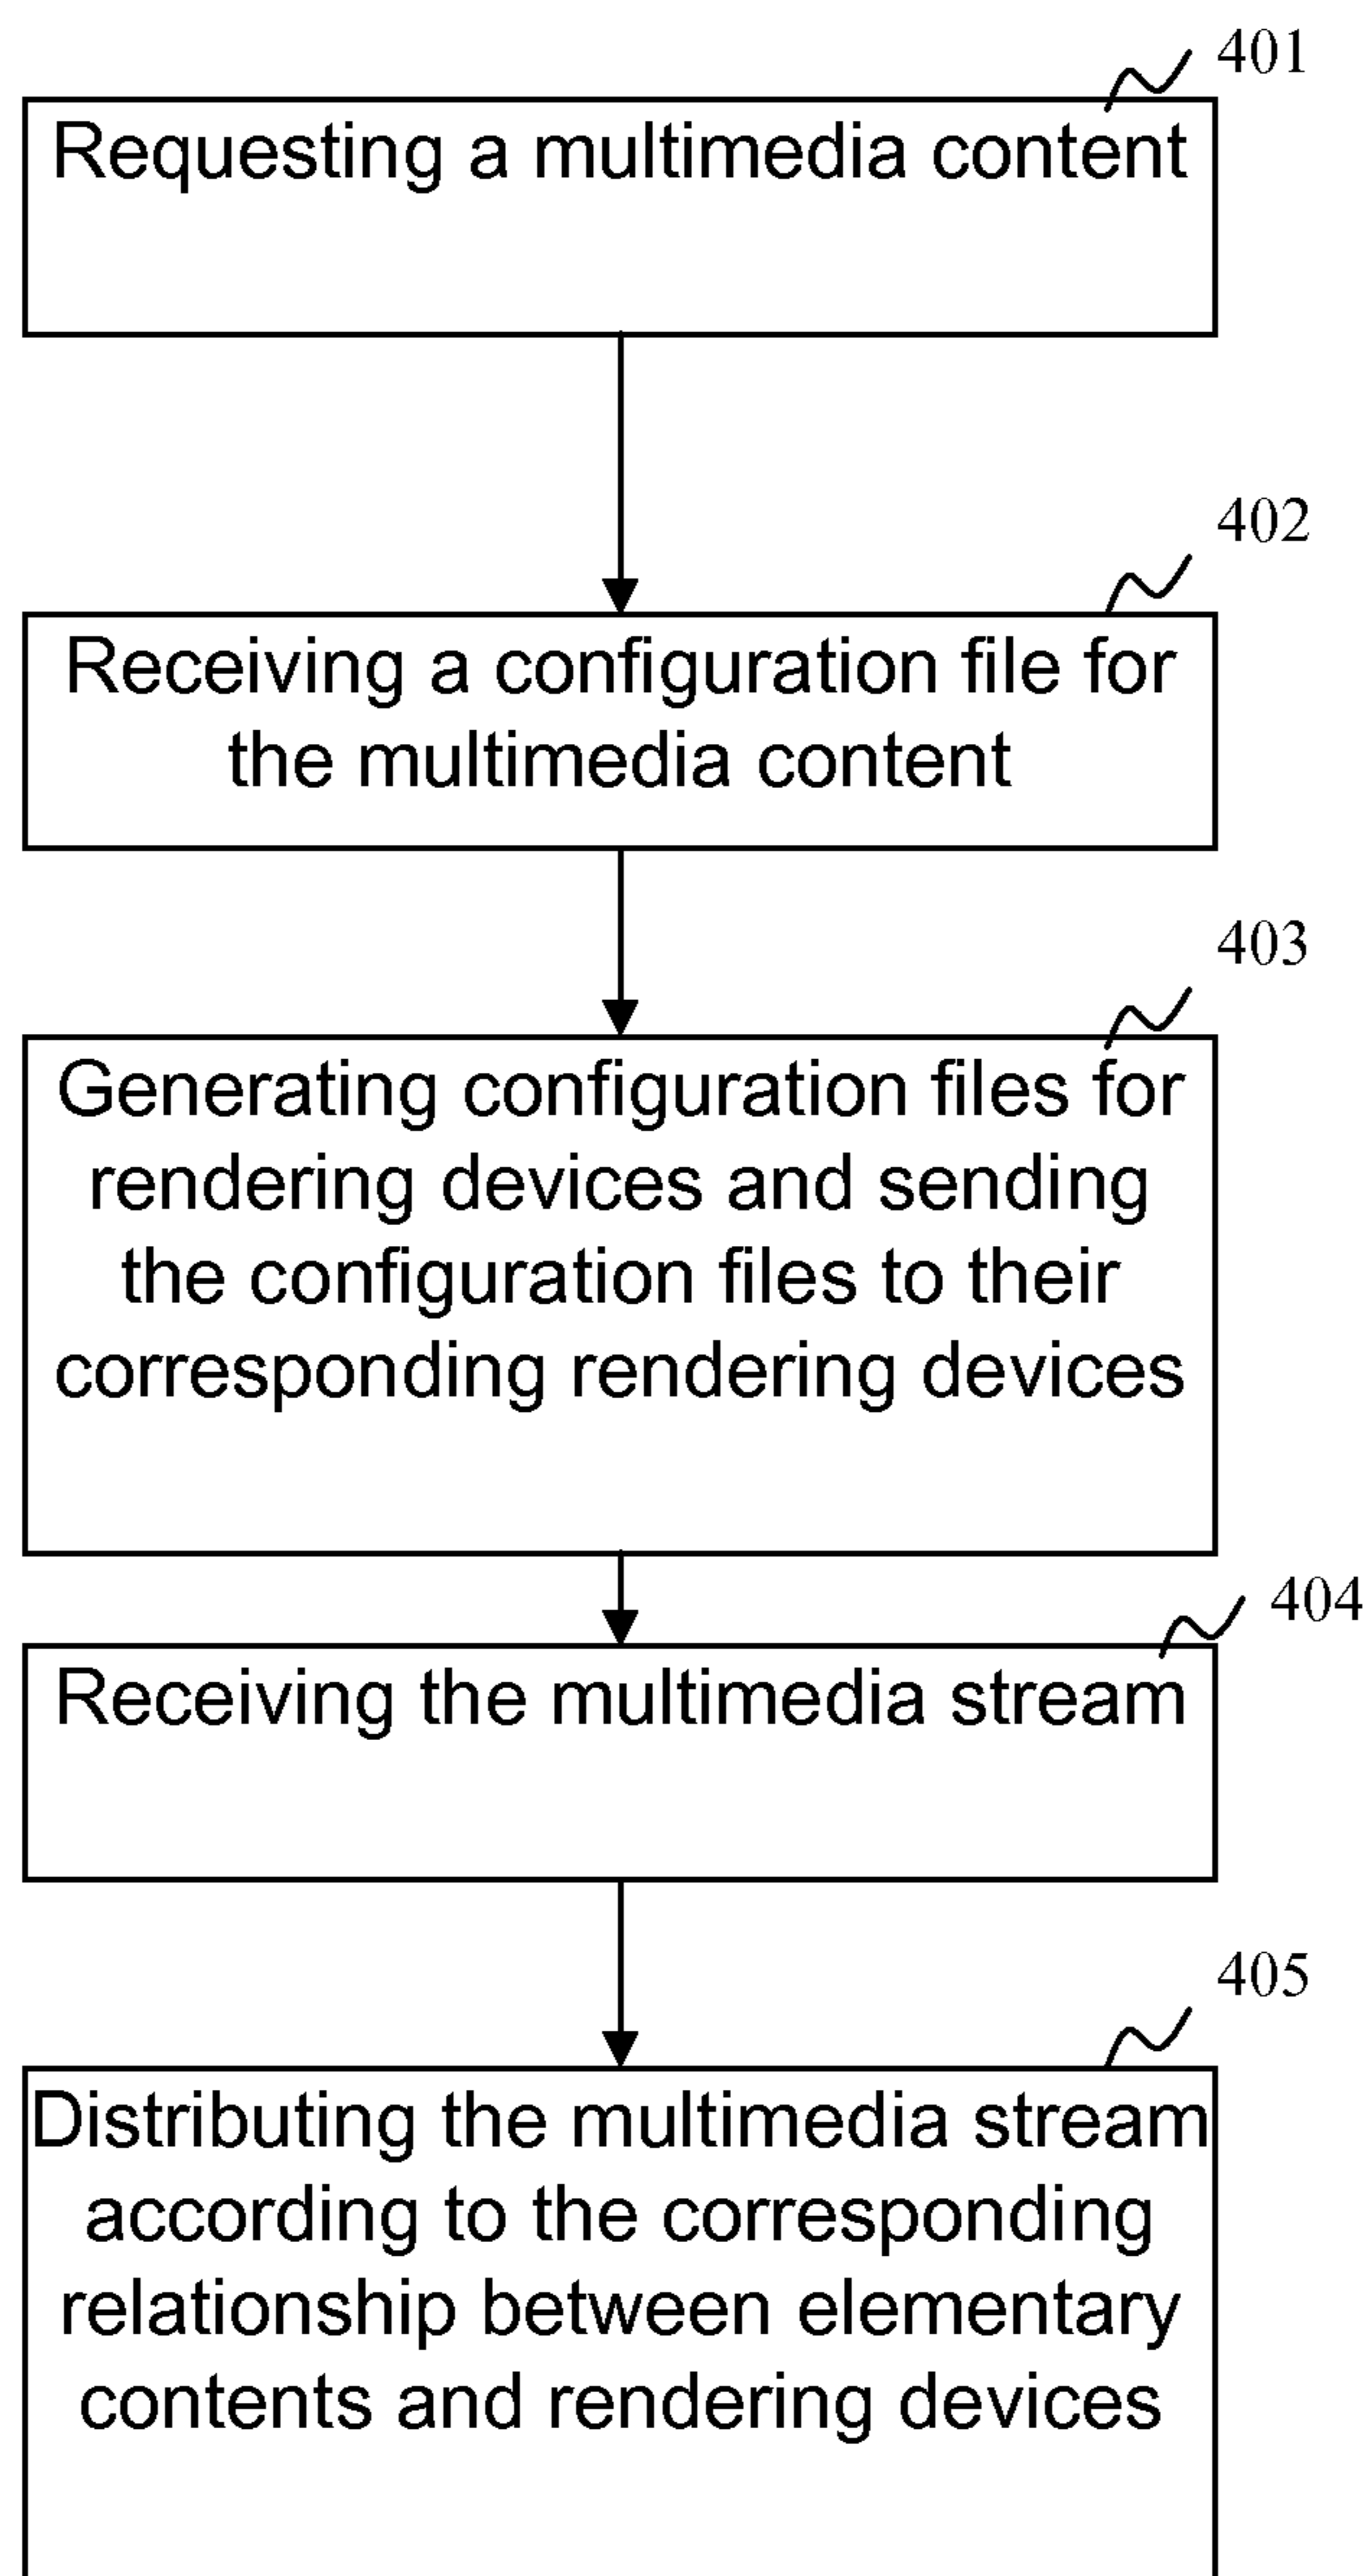 401
Requesting a multimedia content
402
Receiving a configuration file for
the multimedia content
403
Generating configuration files for
rendering devices and sending
the configuration files to their
corresponding rendering devices
404
Receiving the multimedia stream
405
Distributing the multimedia stream
according to the corresponding
relationship between elementary
contents and rendering devices